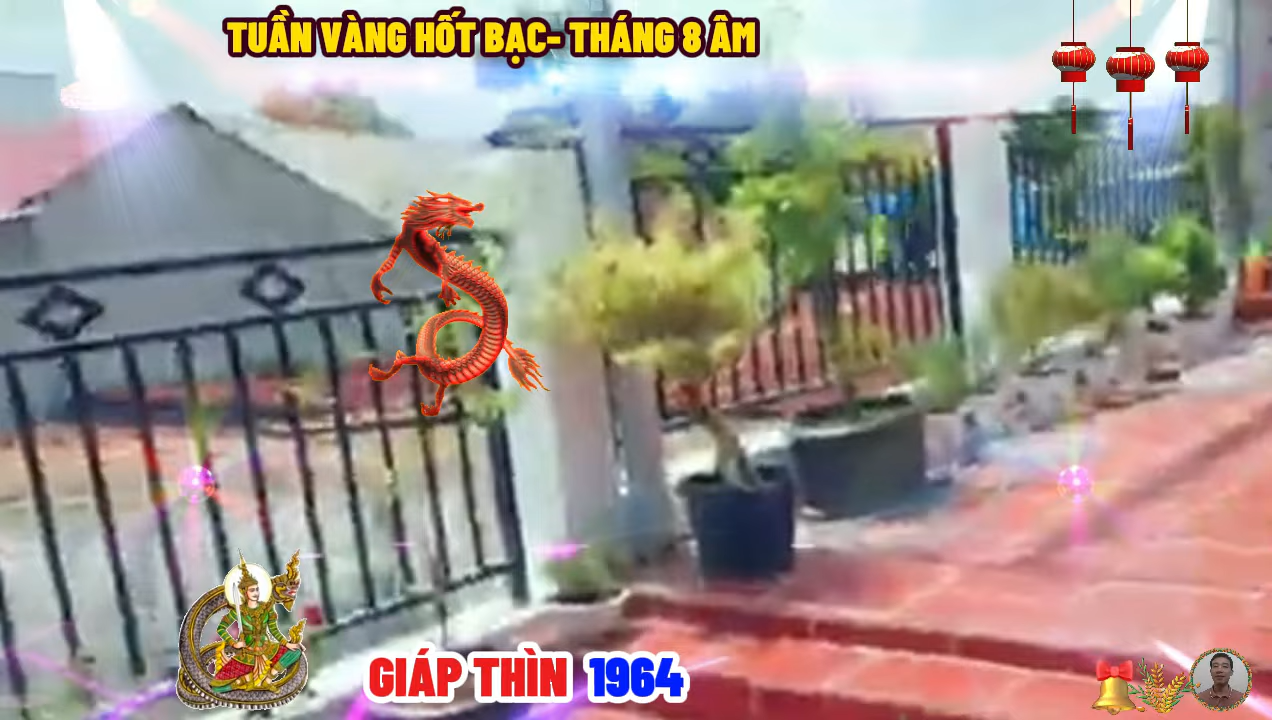 TUẦN VÀNG HỐT BẠC- THÁNG 8 ÂM
GIÁP THÌN 1964